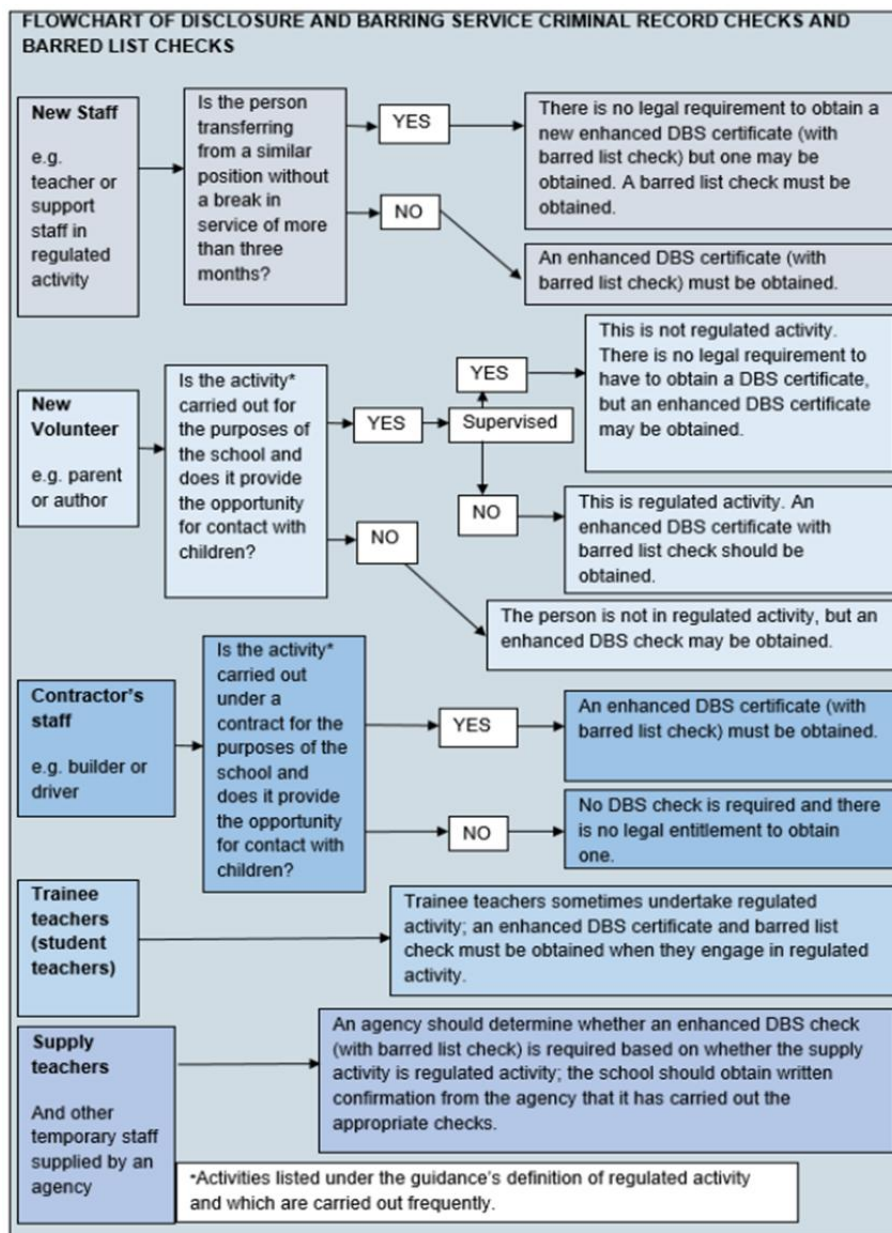 FLOWCHART OF DISCLOSURE AND BARRING SERVICE CRIMINAL RECORD CHECKS AND
BARRED LIST CHECKS
New Staff
e.g.
teacher or
support
staff in
regulated
activity
Is the person
transferring
from a similar
position without
a break in
service of more
than three
months?
YES
There is no legal requirement to obtain a
new enhanced DBS certificate (with
barred list check) but one may be
obtained. A barred list check must be
obtained.
NO
An enhanced DBS certificate (with
barred list check) must be obtained.
New
Volunteer
e.g. parent
or author
Is the activity*
carried out for
the purposes of
the school and
does it provide
the opportunity
for contact with
children?
YES
Supervised
YES
This is not regulated activity.
There is no legal requirement to
have to obtain a DBS certificate,
but an enhanced DBS certificate
may be obtained.
NO
This is regulated activity. An
enhanced DBS certificate with
barred list check should be
obtained.
NO
The person is not in regulated activity, but an
enhanced DBS check may be obtained.
Contractor's
staff
e.g. builder or
driver
Is the activity*
carried out
under a
contract for the
purposes of the
school and
does it provide
the opportunity
for contact with
children?
YES
An enhanced DBS certificate (with
barred list check) must be obtained.
NO
No DBS check is required and there
is no legal entitlement to obtain
one.
Trainee
teachers
(student
teachers)
Trainee teachers sometimes undertake regulated
activity; an enhanced DBS certificate and barred list
check must be obtained when they engage in regulated
activity.
Supply
teachers
And other
temporary staff
supplied by an
agency
An agency should determine whether an enhanced DBS check
(with barred list check) is required based on whether the supply
activity is regulated activity; the school should obtain written
confirmation from the agency that it has carried out the
appropriate checks.
*Activities listed under the guidance's definition of regulated activity
and which are carried out frequently.